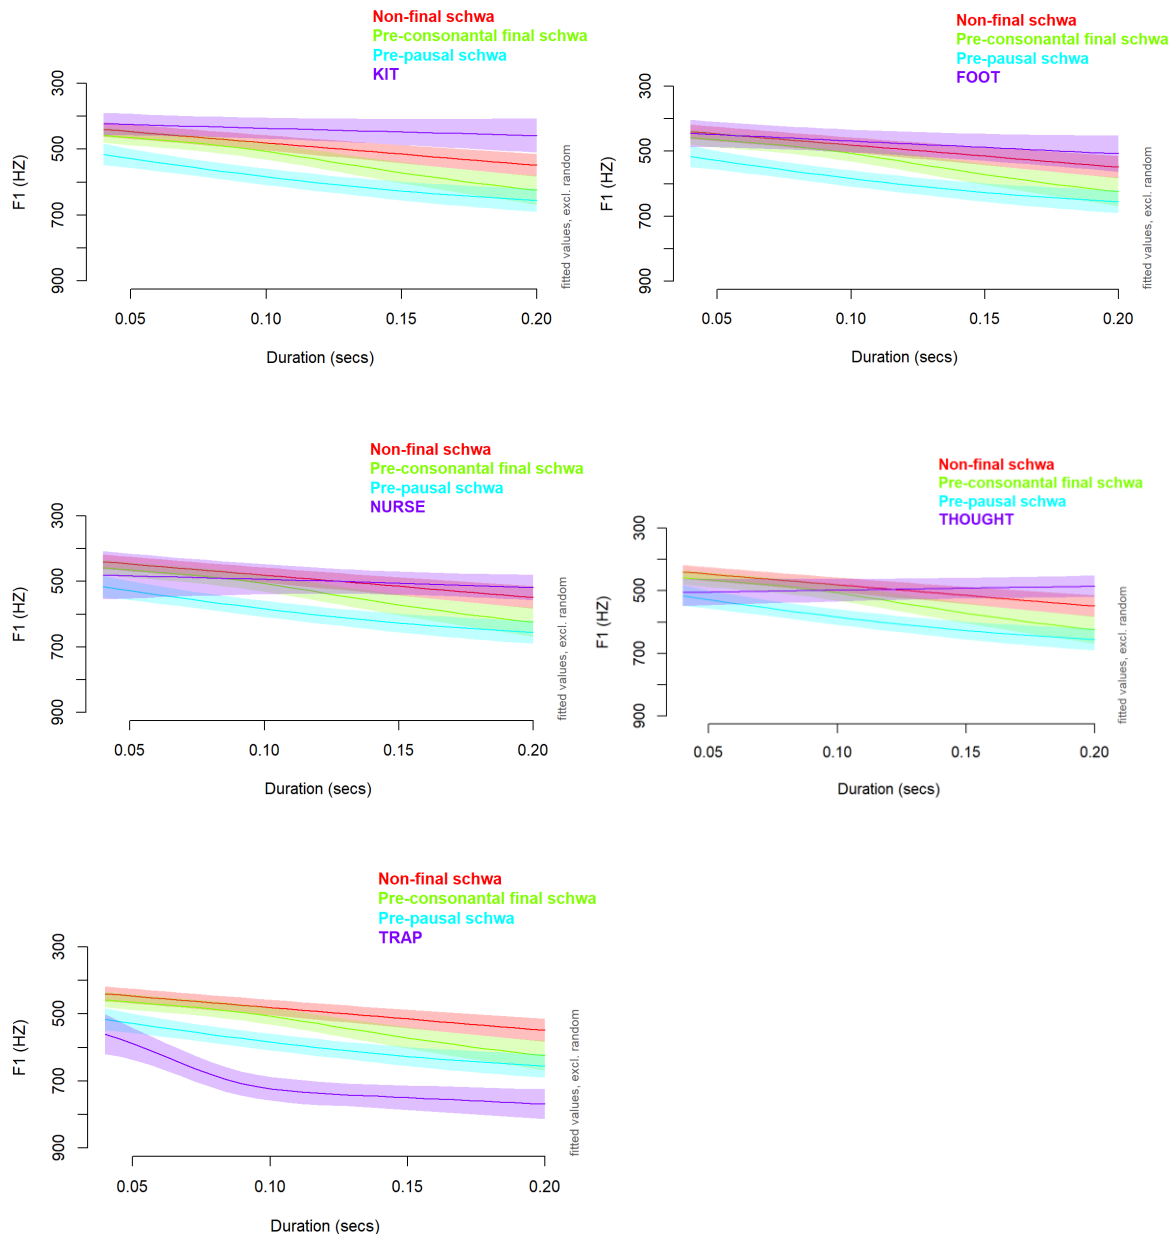 Non-final schwa
Pre-consonantal final schwa
Pre-pausal schwa
KIT
300
500
700
900
F1 (HZ)
0.05 0.10 0.15 0.20
Duration (secs)
fitted values, excl. random
Non-final schwa
Pre-consonantal final schwa
Pre-pausal schwa
FOOT
300
500
700
900
F1 (HZ)
0.05 0.10 0.15 0.20
Duration (secs)
fitted values, excl. random
Non-final schwa
Pre-consonantal final schwa
Pre-pausal schwa
NURSE
300
500
700
900
F1 (HZ)
0.05 0.10 0.15 0.20
Duration (secs)
fitted values, excl. random
Non-final schwa
Pre-consonantal final schwa
Pre-pausal schwa
THOUGHT
300
500
700
900
F1 (HZ)
0.05 0.10 0.15 0.20
Duration (secs)
fitted values, excl. random
Non-final schwa
Pre-consonantal final schwa
Pre-pausal schwa
TRAP
300
500
700
900
F1 (HZ)
0.05 0.10 0.15 0.20
Duration (secs)
fitted values, excl. random